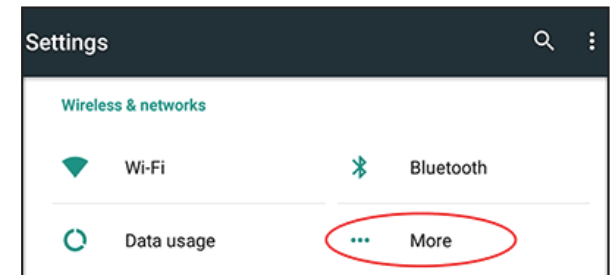 Settings
Wireless & networks
Wi-Fi
Bluetooth
Data usage
More